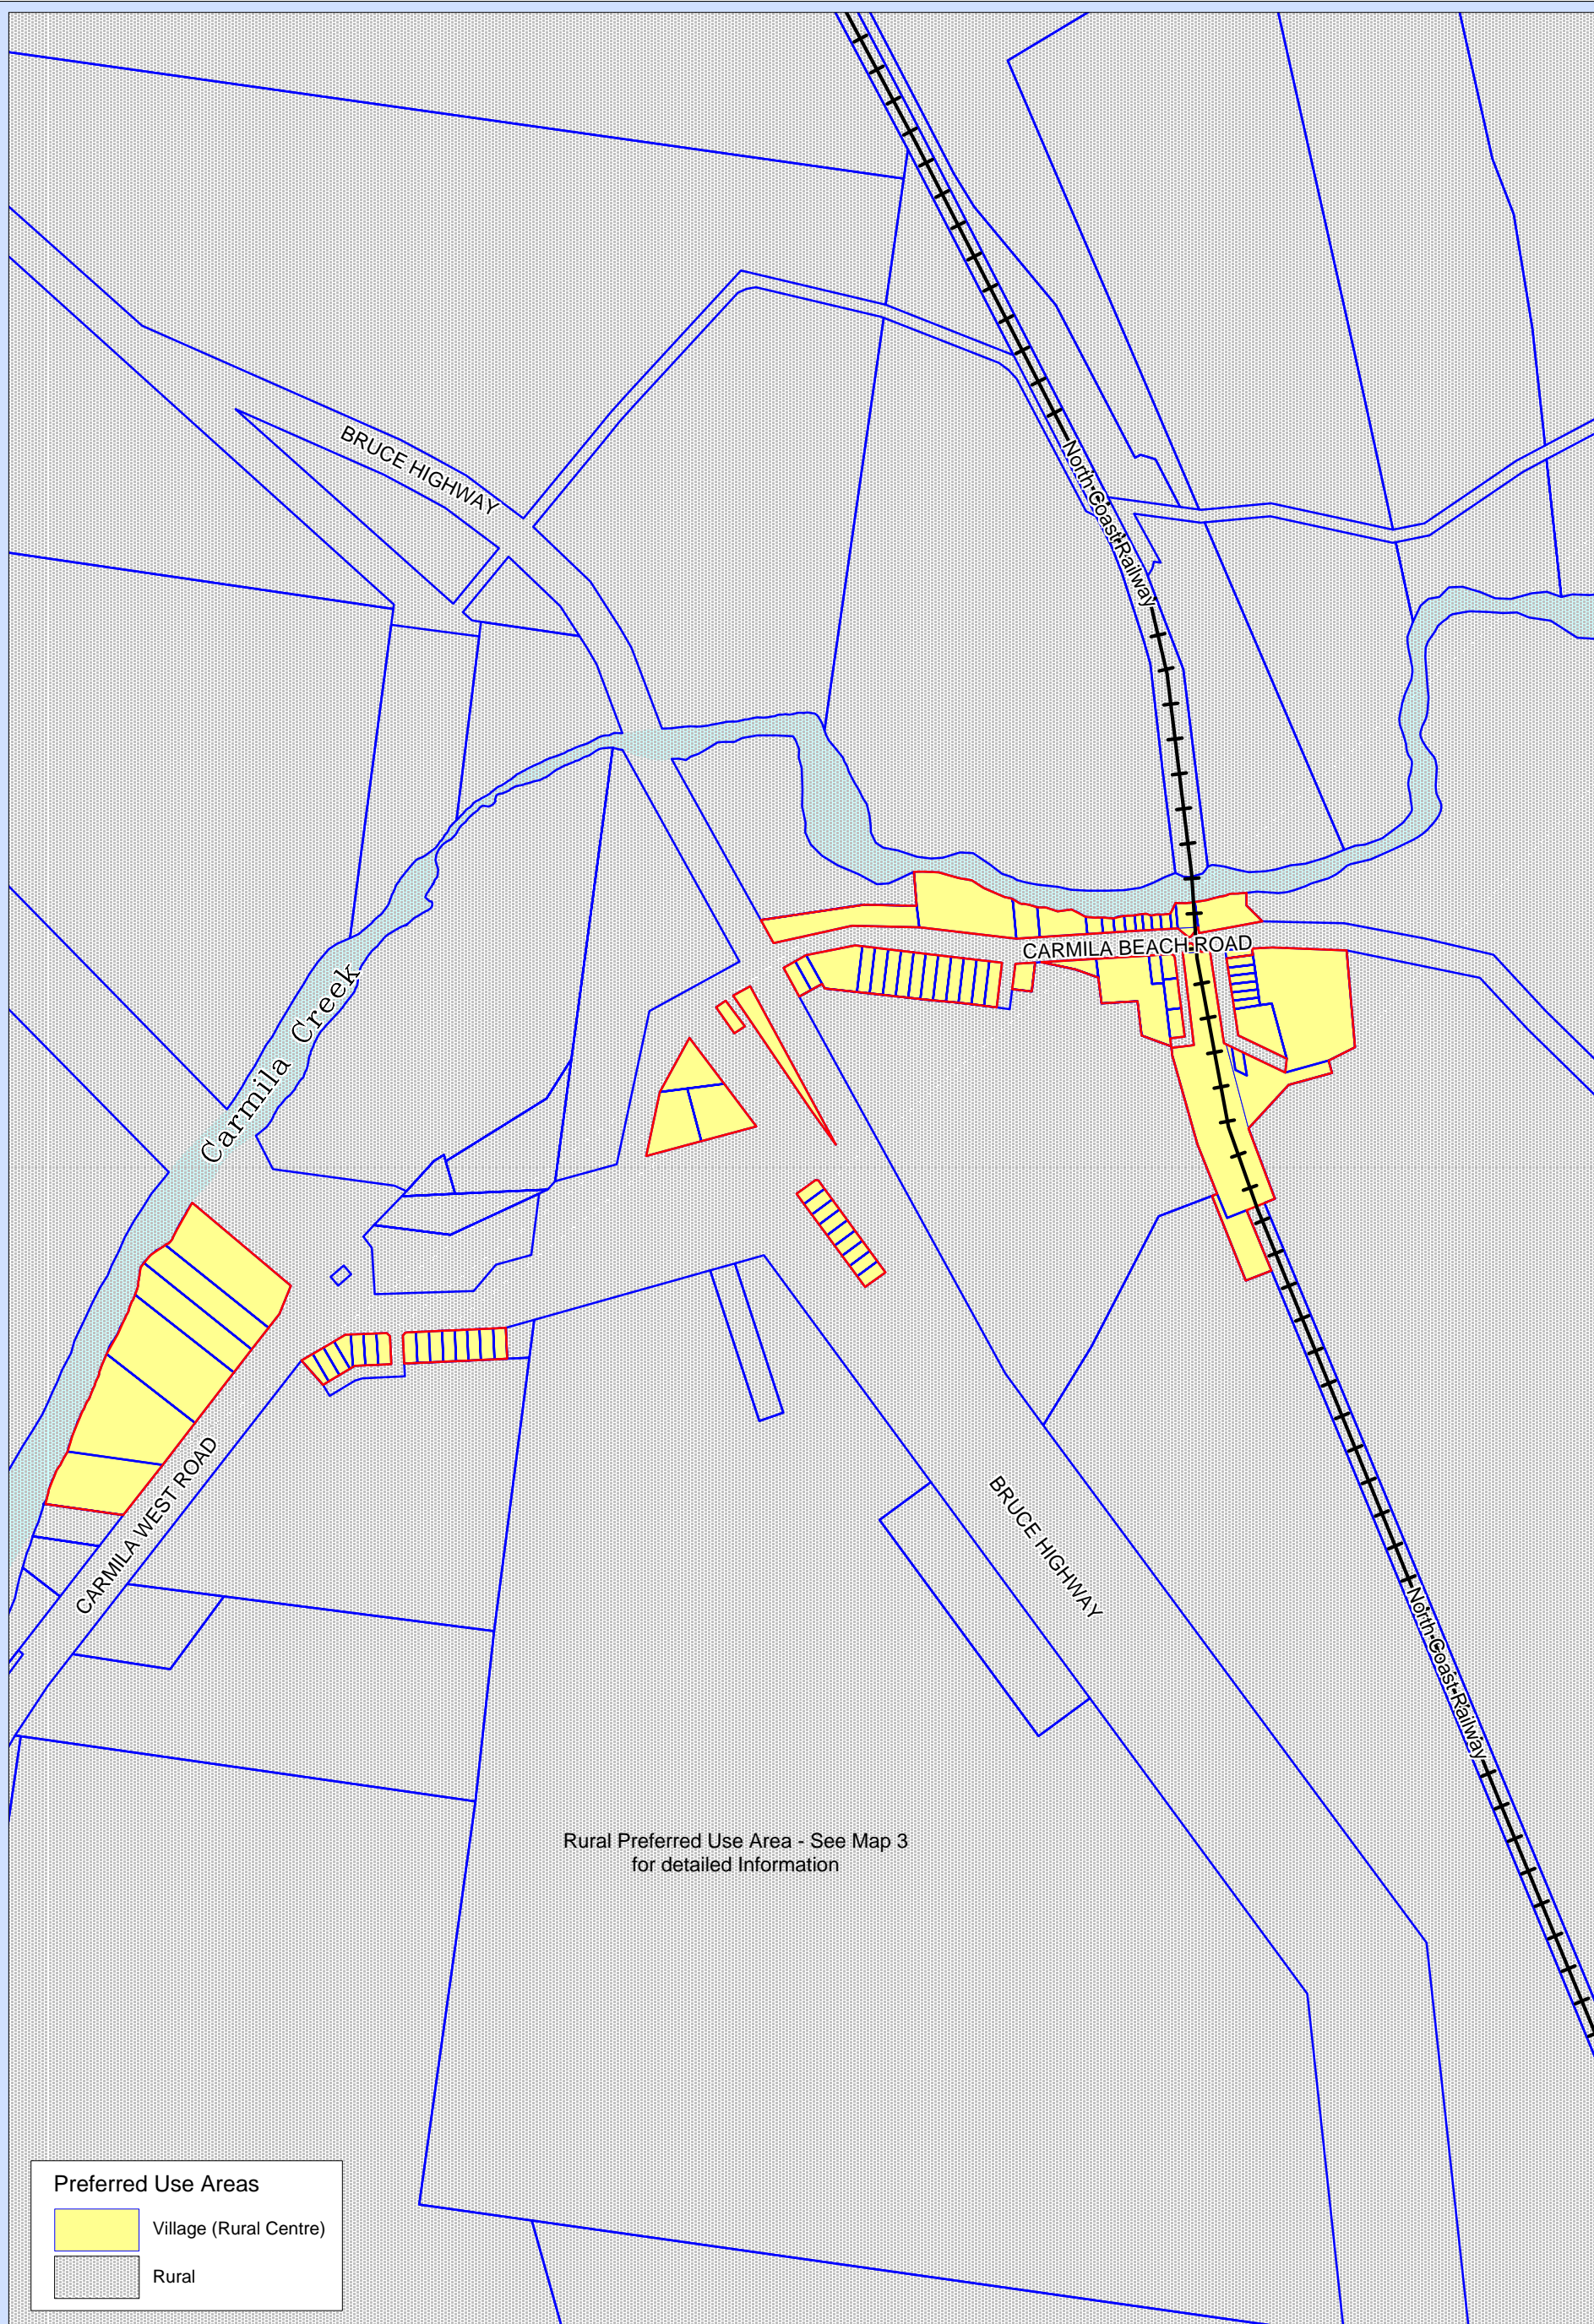 BRUCE HIGHWAY
North Coast Railway
CARMILA BEACH ROAD
Carmila Creek
CARMILA WEST ROAD
BRUCE HIGHWAY
North Coast Railway
Rural Preferred Use Area - See Map 3
for detailed Information
Preferred Use Areas
Village (Rural Centre)
Rural